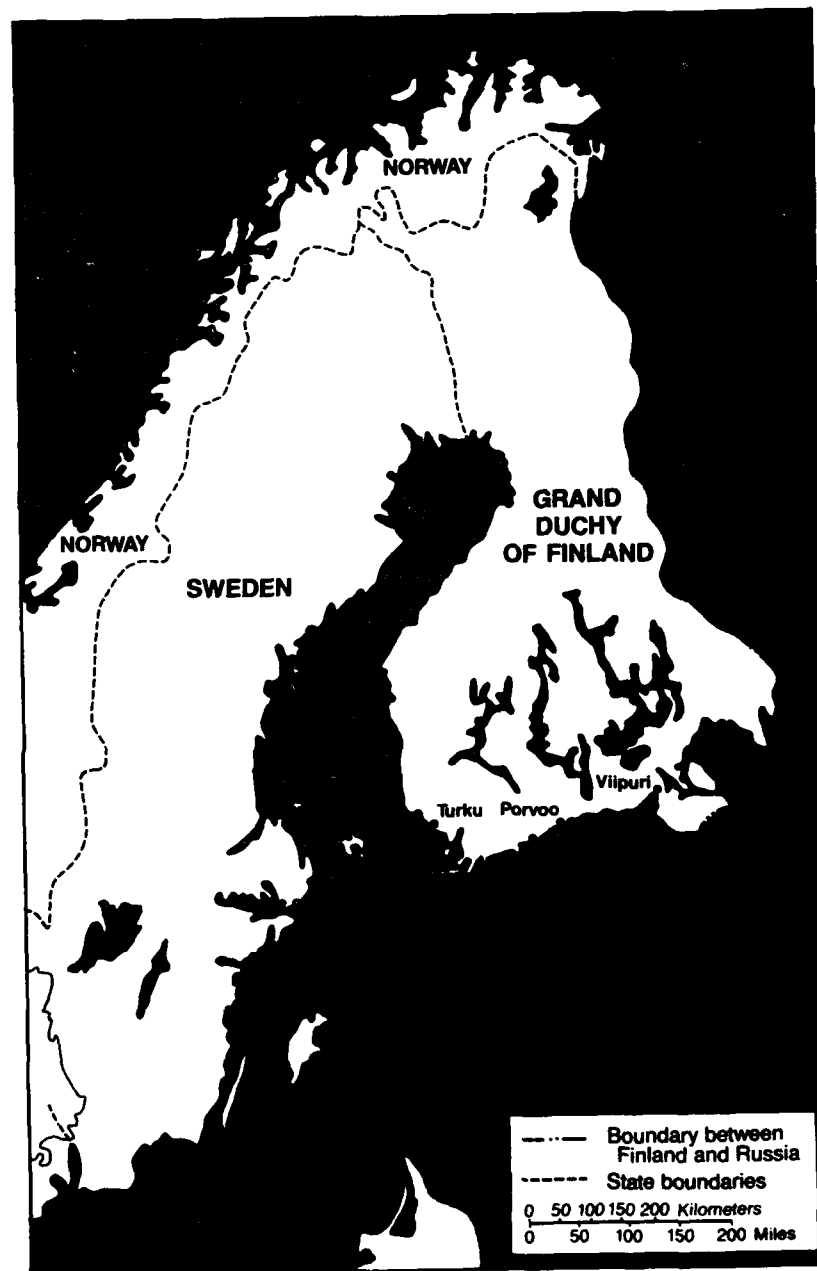 NORWAY
GRAND
DUCHY
OF FINLAND
NORWAY
SWEDEN
Viipuri
Turku Porvoo
Boundary between
Finland and Russia
State boundaries
0 50 100 150 200 Kilometers
0 50 100 150 200 Miles